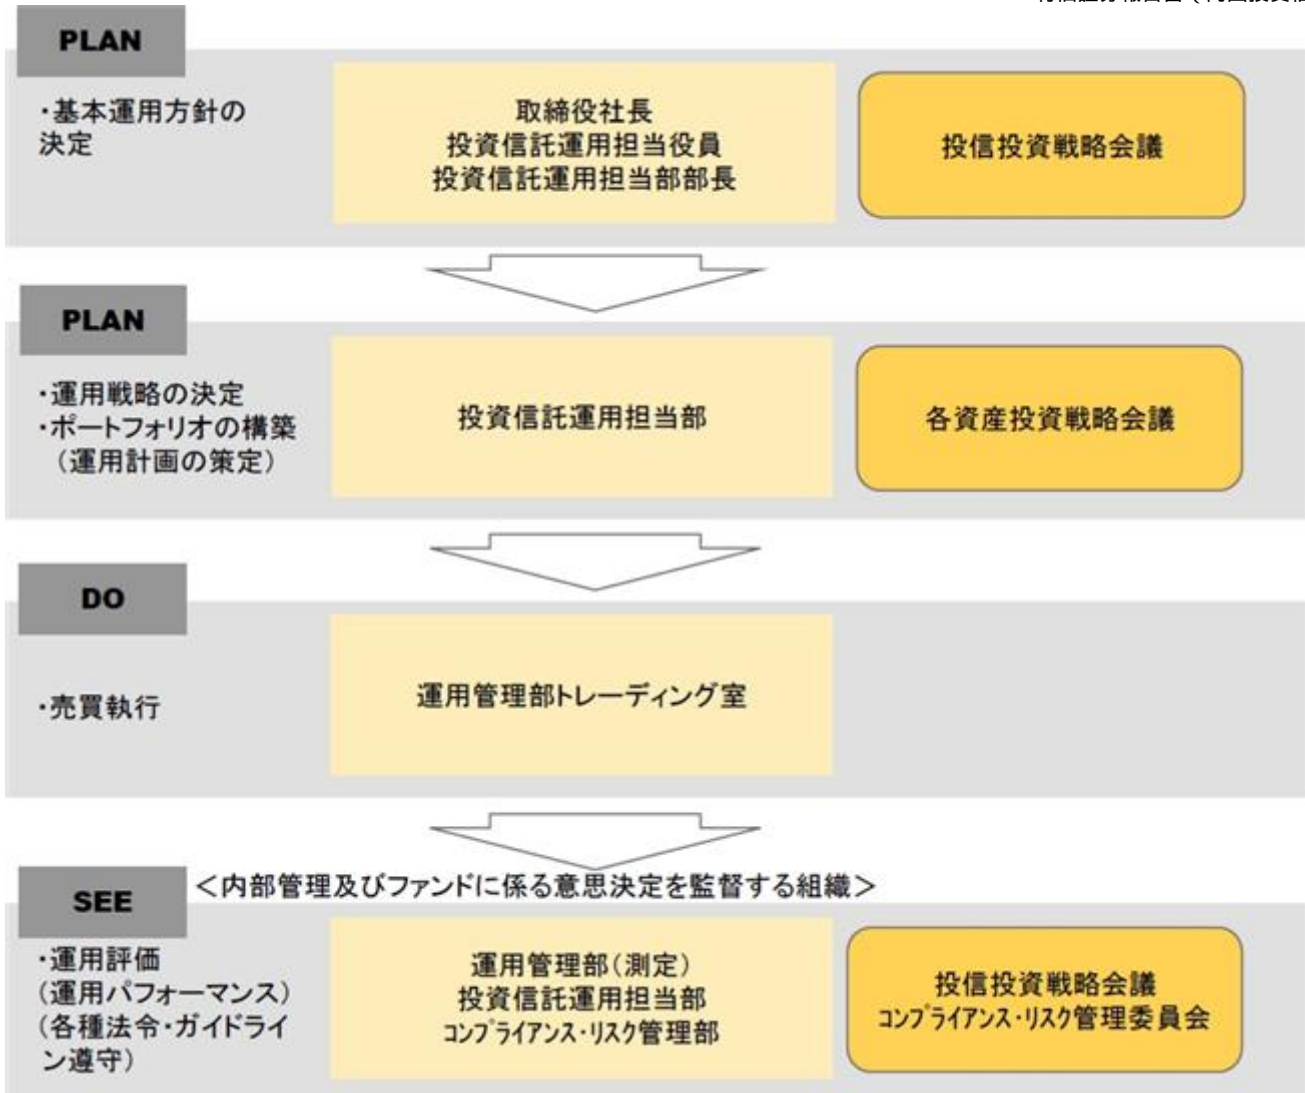 PLAN
・基本運用方針の
決定
取締役社長
投資信託運用担当役員
投資信託運用担当部部長
投信投資戦略会議
PLAN
・運用戦略の決定
・ポートフォリオの構築
(運用計画の策定)
投資信託運用担当部
各資産投資戦略会議
DO
・売買執行
運用管理部トレーディング室
SEE
＜内部管理及びファンドに係る意思決定を監督する組織＞
・運用評価
(運用パフォーマンス)
(各種法令・ガイドライ
ン遵守)
運用管理部(測定)
投資信託運用担当部
コンプライアンス・リスク管理部
投信投資戦略会議
コンプライアンス・リスク管理委員会